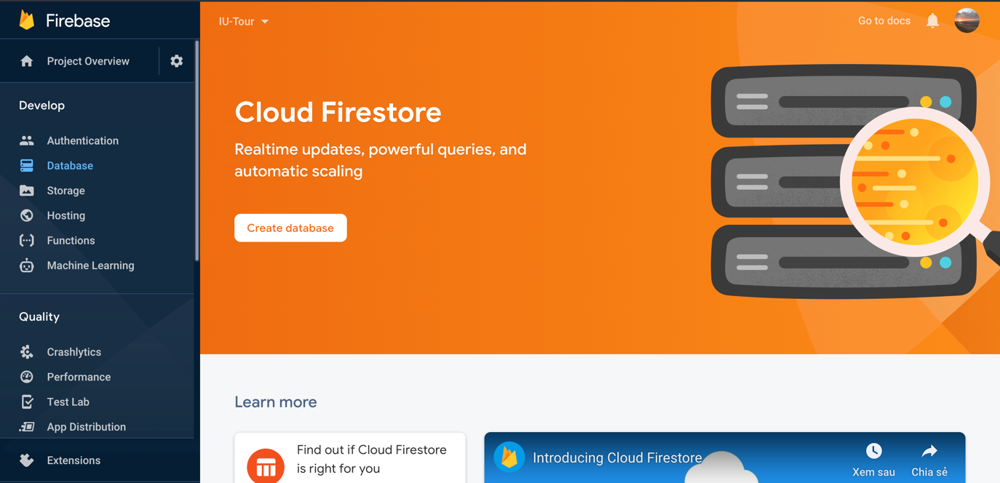 Firebase
Project Overview
Develop
Authentication
Database
Storage
Hosting
Functions
Machine Learning
Quality
Crashlytics
Performance
Test Lab
App Distribution
Extensions
IU-Tour
Go to docs
Cloud Firestore
Realtime updates, powerful queries, and
automatic scaling
Create database
Learn more
Find out if Cloud Firestore
is right for you
Introducing Cloud Firestore
Xem sau
Chia sẻ